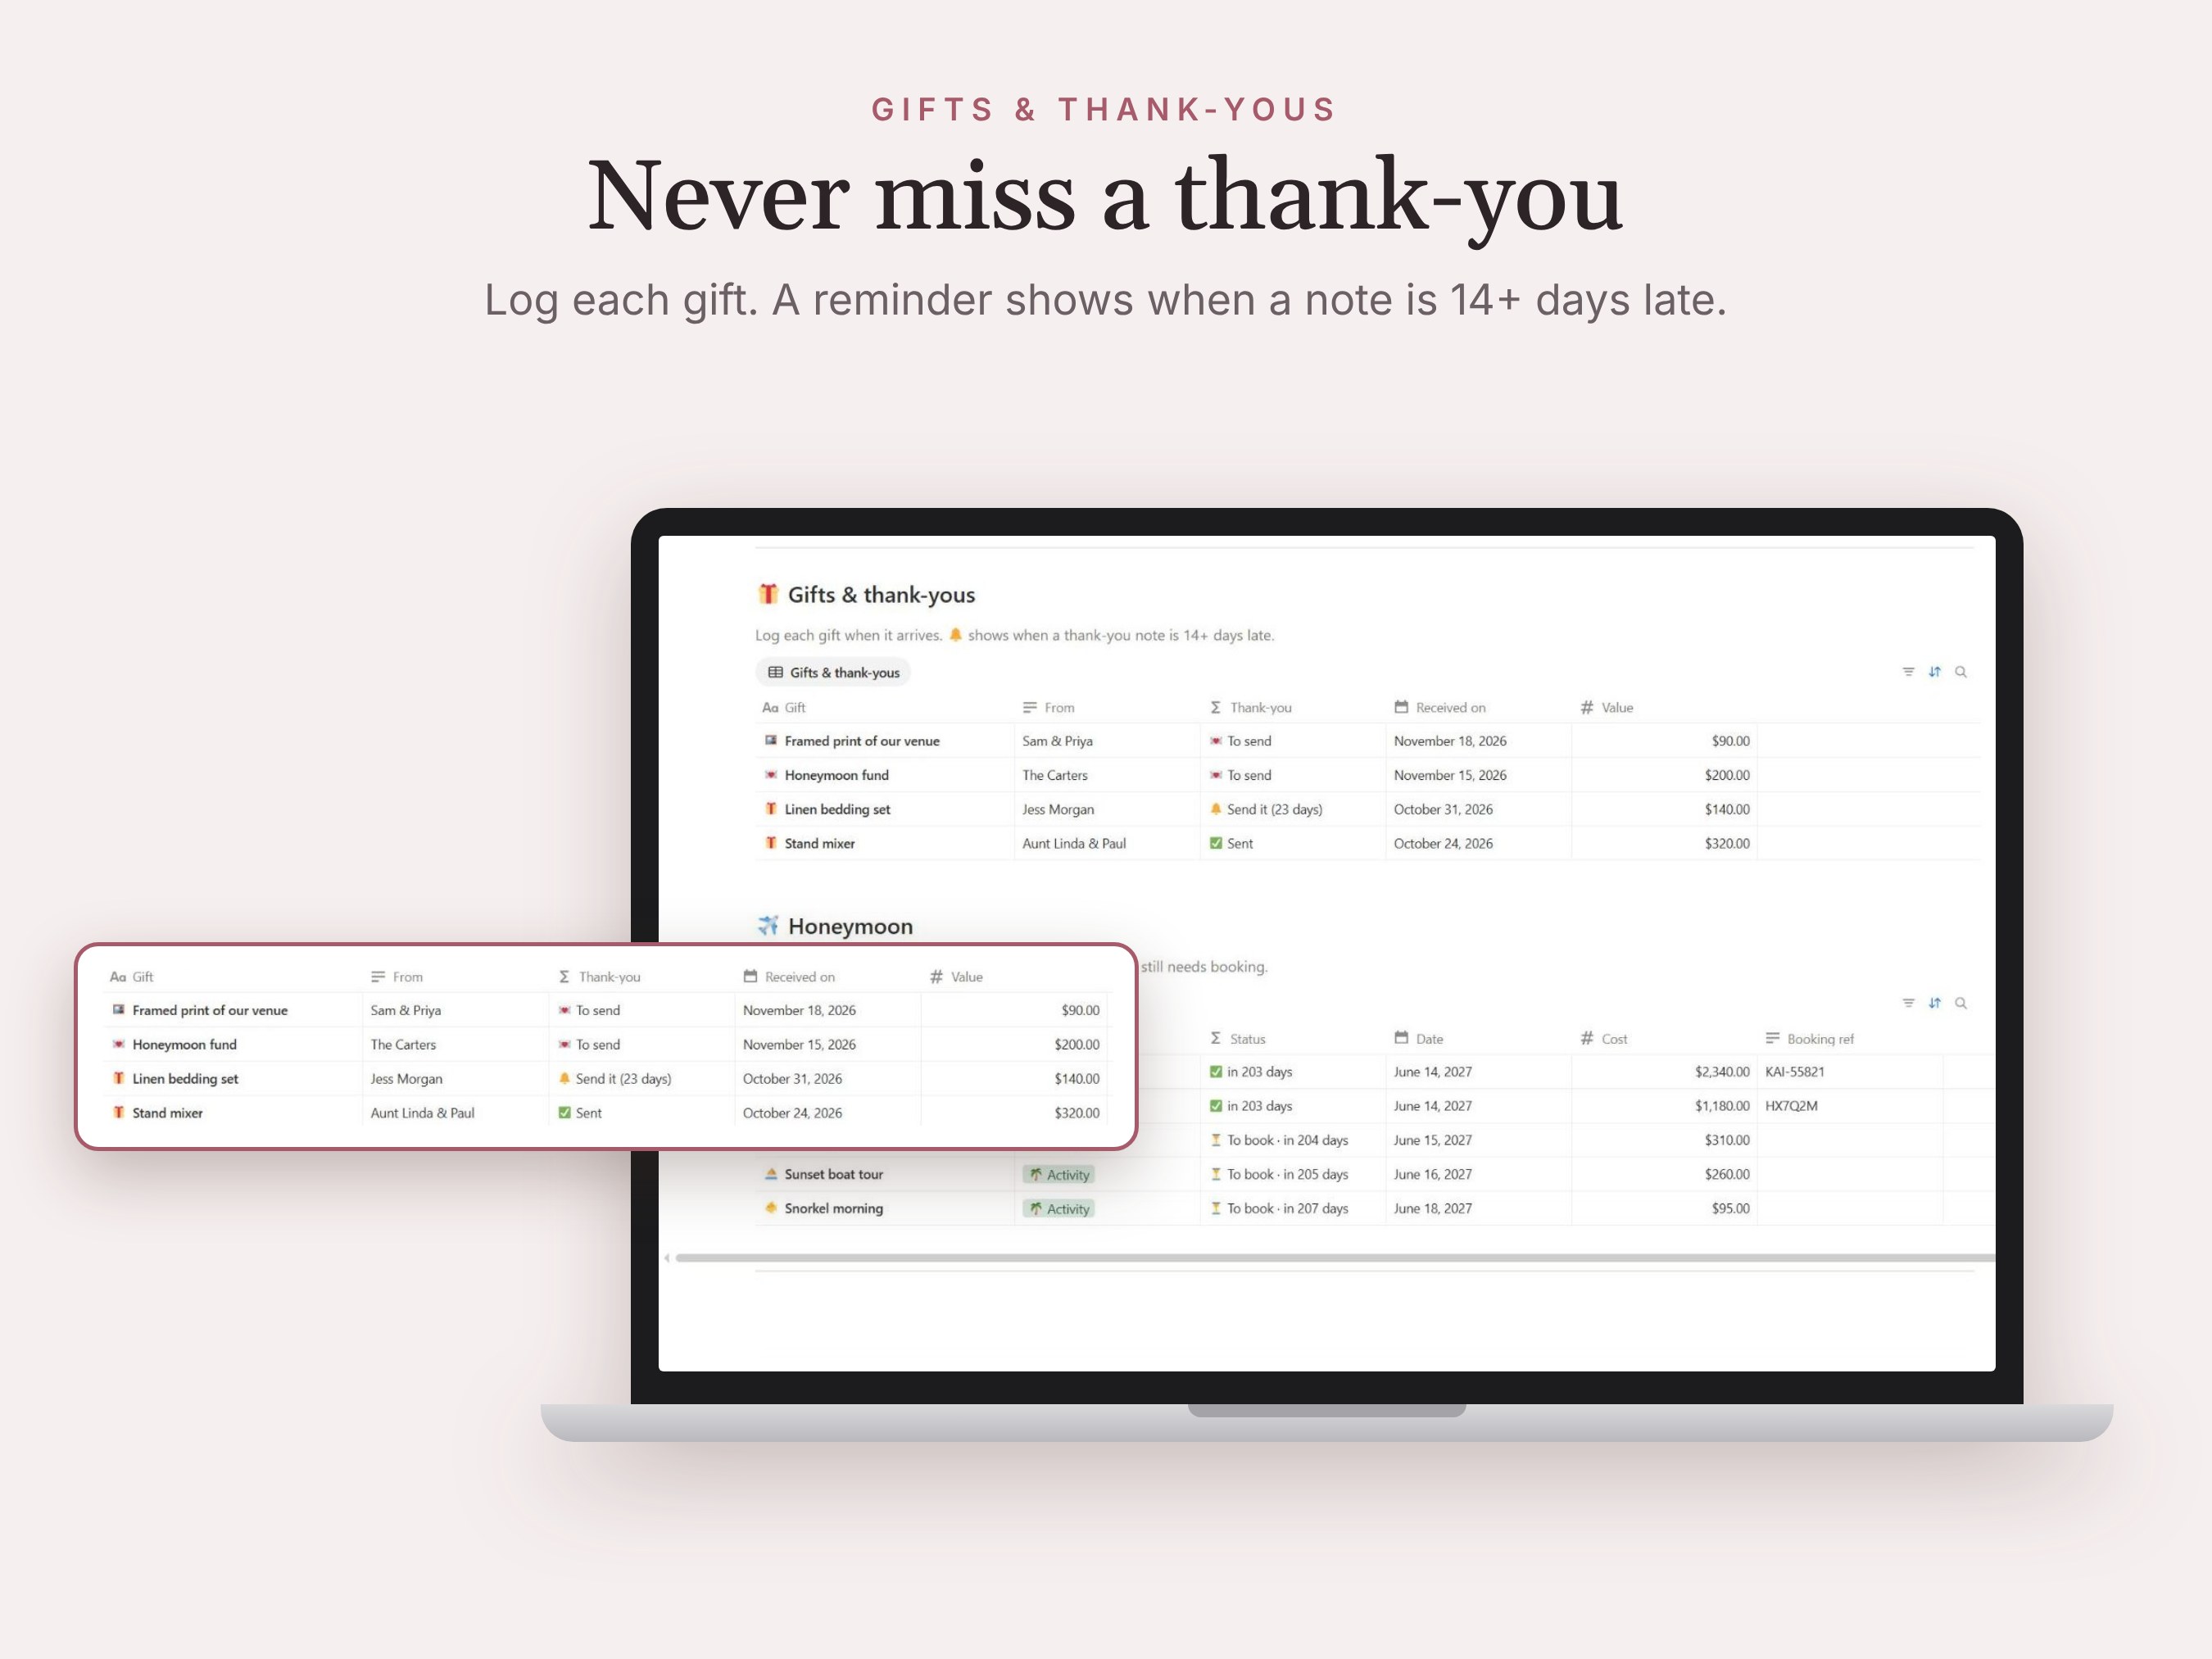 GIFTS & THANK-YOUS
Never miss a thank-you
Log each gift. A reminder shows when a note is 14+ days late.
Gifts & thank-yous
Log each gift when it arrives. 🔔 shows when a thank-you note is 14+ days late.
Gifts & thank-yous
Aa Gift From Σ Thank-you Received on # Value
Framed print of our venue Sam & Priya To send November 18, 2026 $90.00
Honeymoon fund The Carters To send November 15, 2026 $200.00
Linen bedding set Jess Morgan Send it (23 days) October 31, 2026 $140.00
Stand mixer Aunt Linda & Paul Sent October 24, 2026 $320.00
Honeymoon
still needs booking.
Σ Status Date # Cost Booking ref
in 203 days June 14, 2027 $2,340.00 KAI-55821
in 203 days June 14, 2027 $1,180.00 HX7Q2M
To book · in 204 days June 15, 2027 $310.00
Sunset boat tour Activity To book · in 205 days June 16, 2027 $260.00
Snorkel morning Activity To book · in 207 days June 18, 2027 $95.00
Aa Gift From Σ Thank-you Received on # Value
Framed print of our venue Sam & Priya To send November 18, 2026 $90.00
Honeymoon fund The Carters To send November 15, 2026 $200.00
Linen bedding set Jess Morgan Send it (23 days) October 31, 2026 $140.00
Stand mixer Aunt Linda & Paul Sent October 24, 2026 $320.00